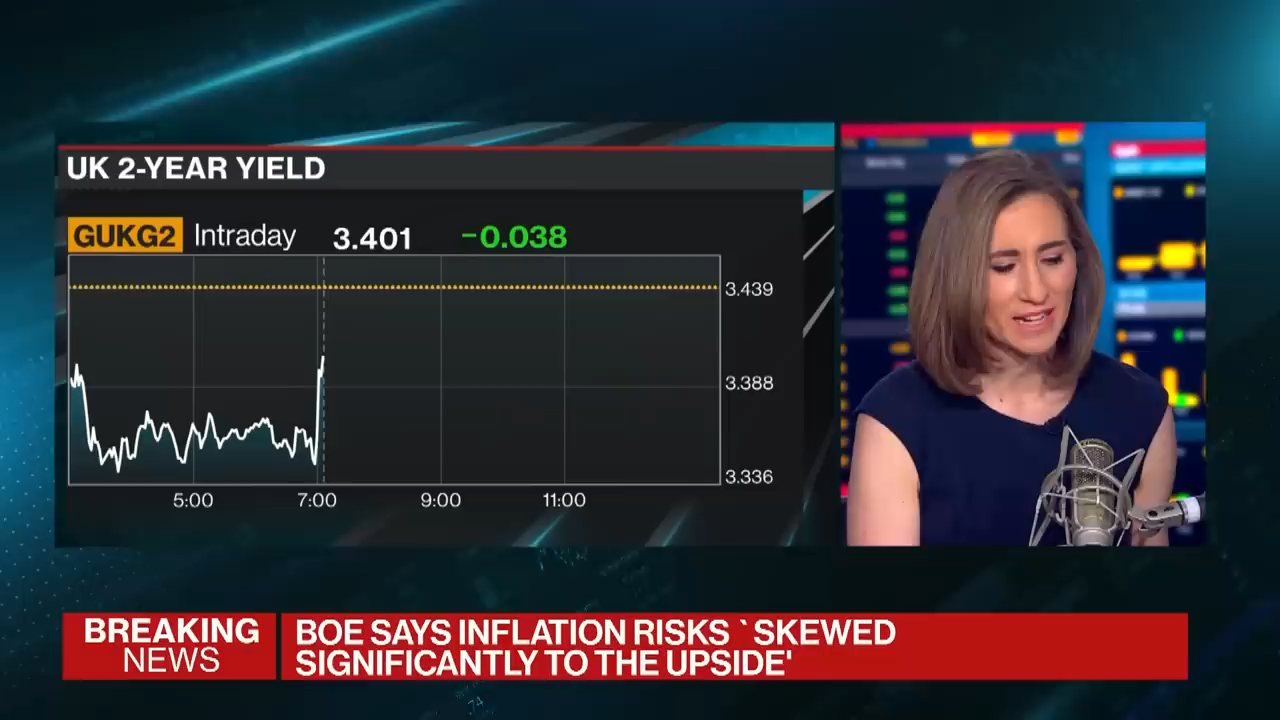 UK 2-YEAR YIELD
GUKG2 Intraday 3.401 -0.038
3.439
3.388
3.336
5:00 7:00 9:00 11:00
BREAKING
NEWS
BOE SAYS INFLATION RISKS `SKEWED
SIGNIFICANTLY TO THE UPSIDE'
74